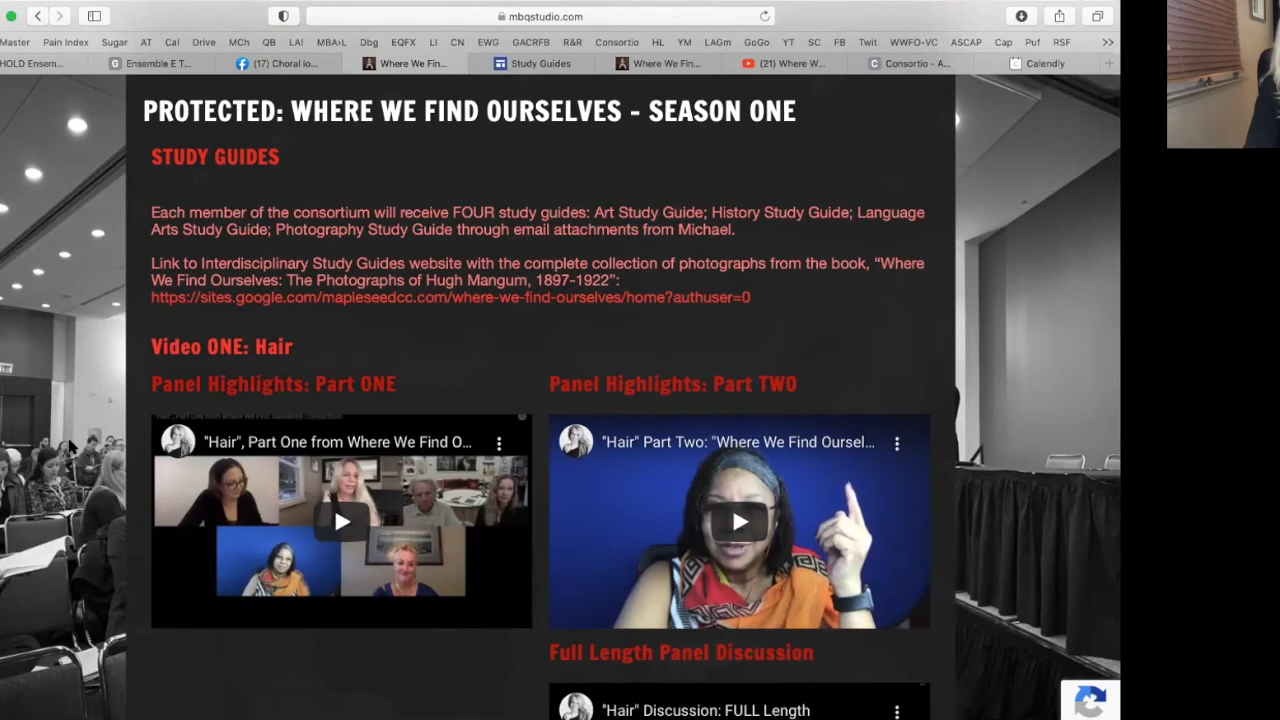 mbqstudio.com
Master Pain Index Sugar AT Cal Drive MCh QB LA! MBA+L Dbg EQFX LI CN EWG GACRFB R&R Consortio HL YM LAGm GoGo YT SC FB Twit WWFO-VC ASCAP Cap Puf RSF
HOLD Ensem... Ensemble E T... (17) Choral io... Where We Fin... Study Guides Where We Fin... (21) Where W... Consortio - A... Calendly
PROTECTED: WHERE WE FIND OURSELVES – SEASON ONE
STUDY GUIDES
Each member of the consortium will receive FOUR study guides: Art Study Guide; History Study Guide; Language
Arts Study Guide; Photography Study Guide through email attachments from Michael.
Link to Interdisciplinary Study Guides website with the complete collection of photographs from the book, “Where
We Find Ourselves: The Photographs of Hugh Mangum, 1897-1922”:
https://sites.google.com/mapleseedcc.com/where-we-find-ourselves/home?authuser=0
Video ONE: Hair
Panel Highlights: Part ONE
Panel Highlights: Part TWO
"Hair", Part One from Where We Find O...
"Hair" Part Two: "Where We Find Oursel...
Full Length Panel Discussion
"Hair" Discussion: FULL Length